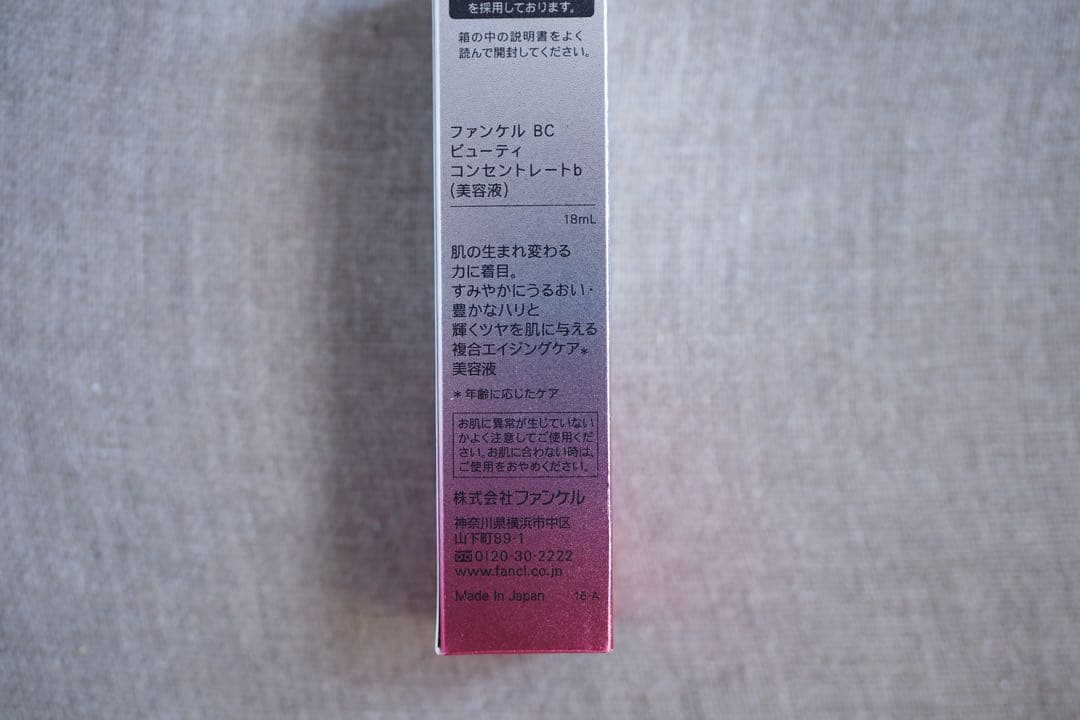 を採用しております。
箱の中の説明書をよく
読んで開封してください。
ファンケル BC
ビューティ
コンセントレートb
(美容液)
18mL
肌の生まれ変わる
力に着目。
すみやかにうるおい・
豊かなハリと
輝くツヤを肌に与える
複合エイジングケア*
美容液
*年齢に応じたケア
お肌に異常が生じていない
かよく注意してご使用くだ
さい。お肌に合わない時は、
ご使用をおやめください。
株式会社ファンケル
神奈川県横浜市中区
山下町89-1
0120-30-2222
www.fancl.co.jp
Made In Japan 16-A